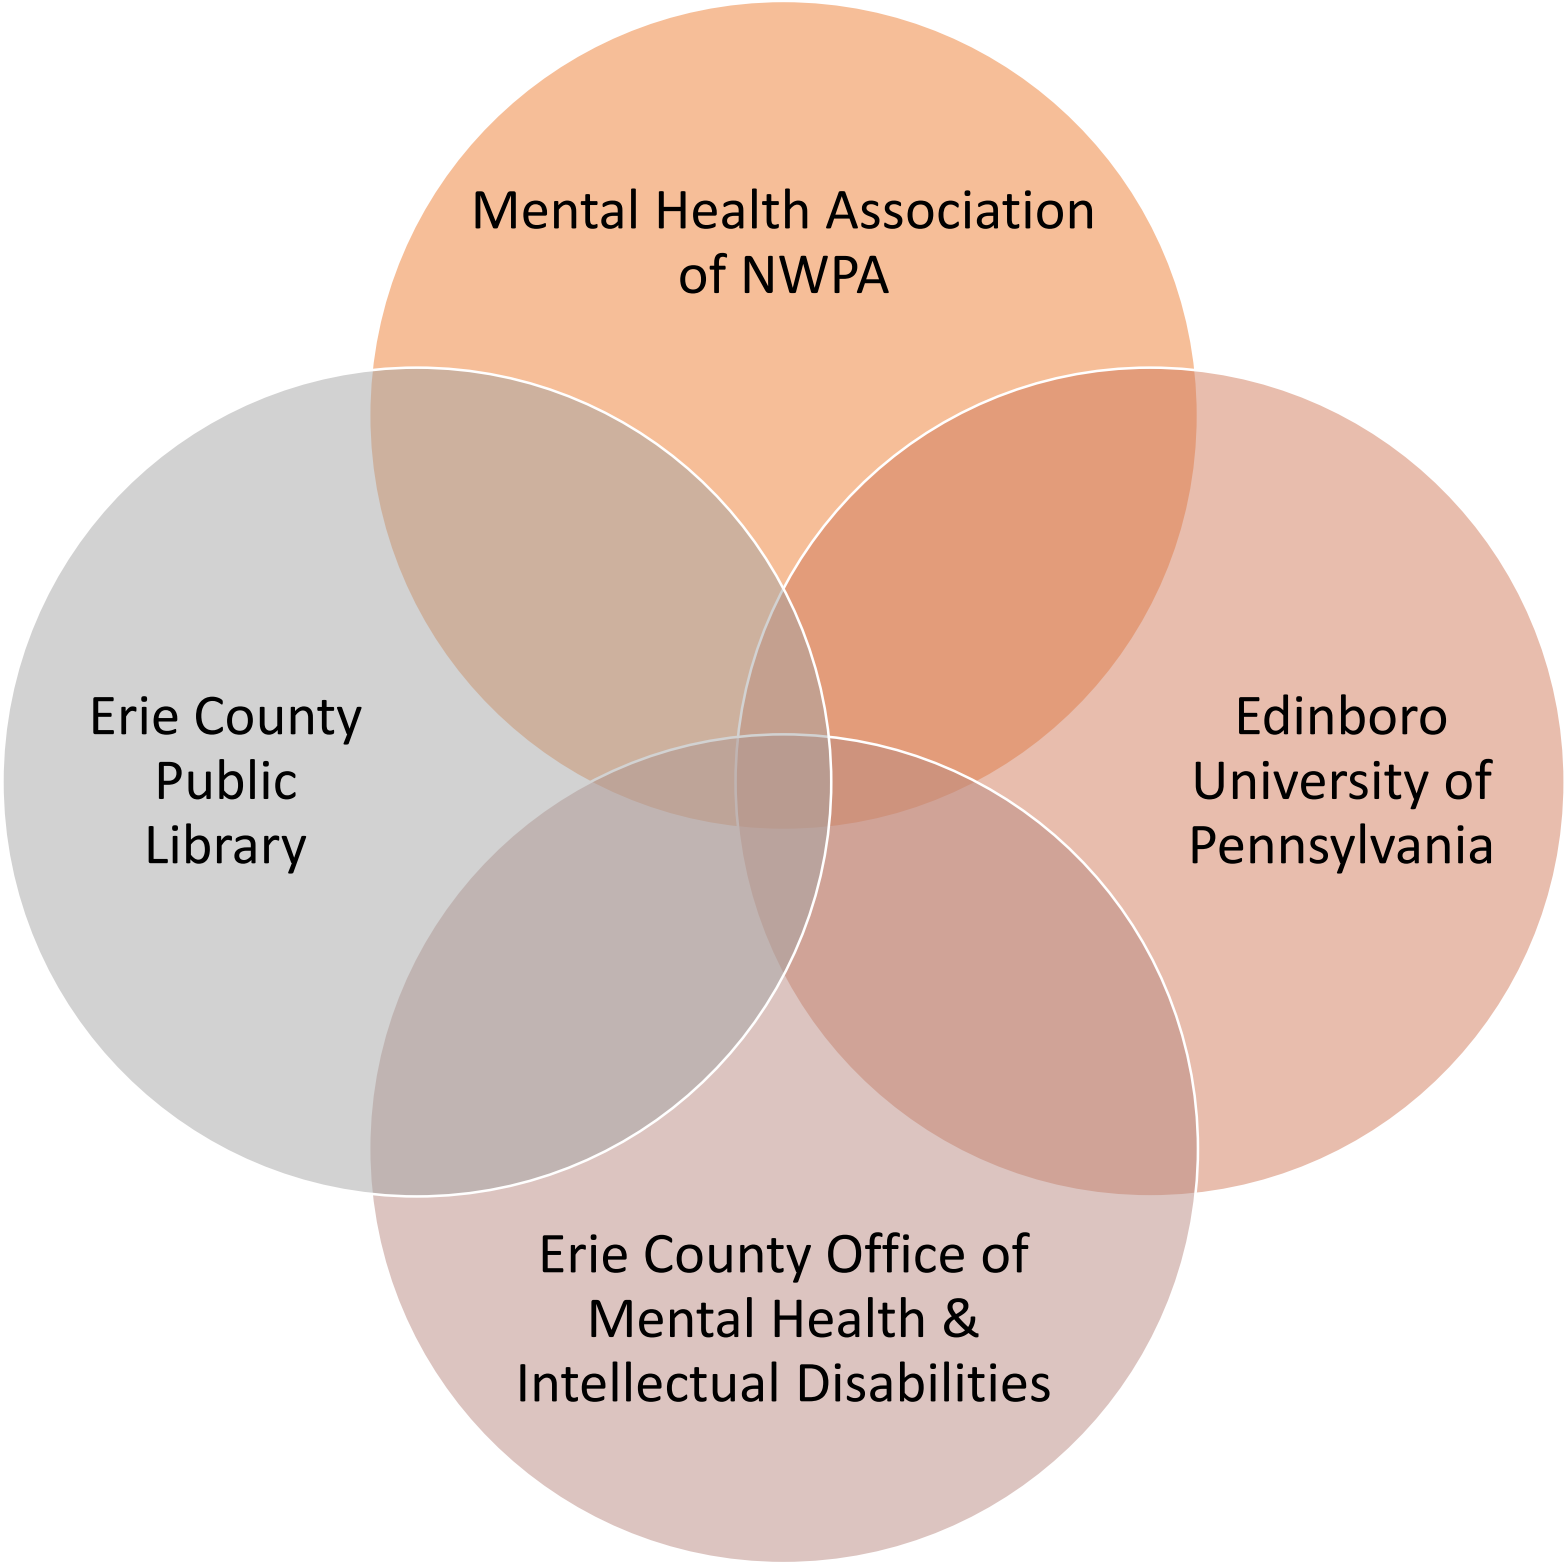 Mental Health Association
of NWPA
Erie County
Public
Library
Edinboro
University of
Pennsylvania
Erie County Office of
Mental Health &
Intellectual Disabilities